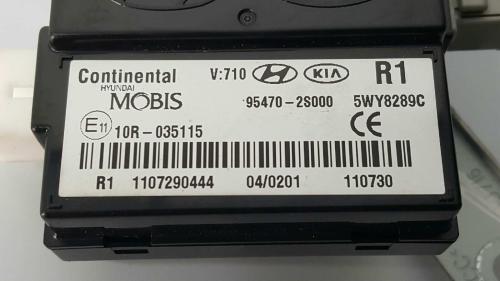 Continental V:710 KIA R1
HYUNDAI
MOBIS 95470-2S000 5WY8289C
E11 10R-035115 CE
R1 1107290444 04/0201 110730